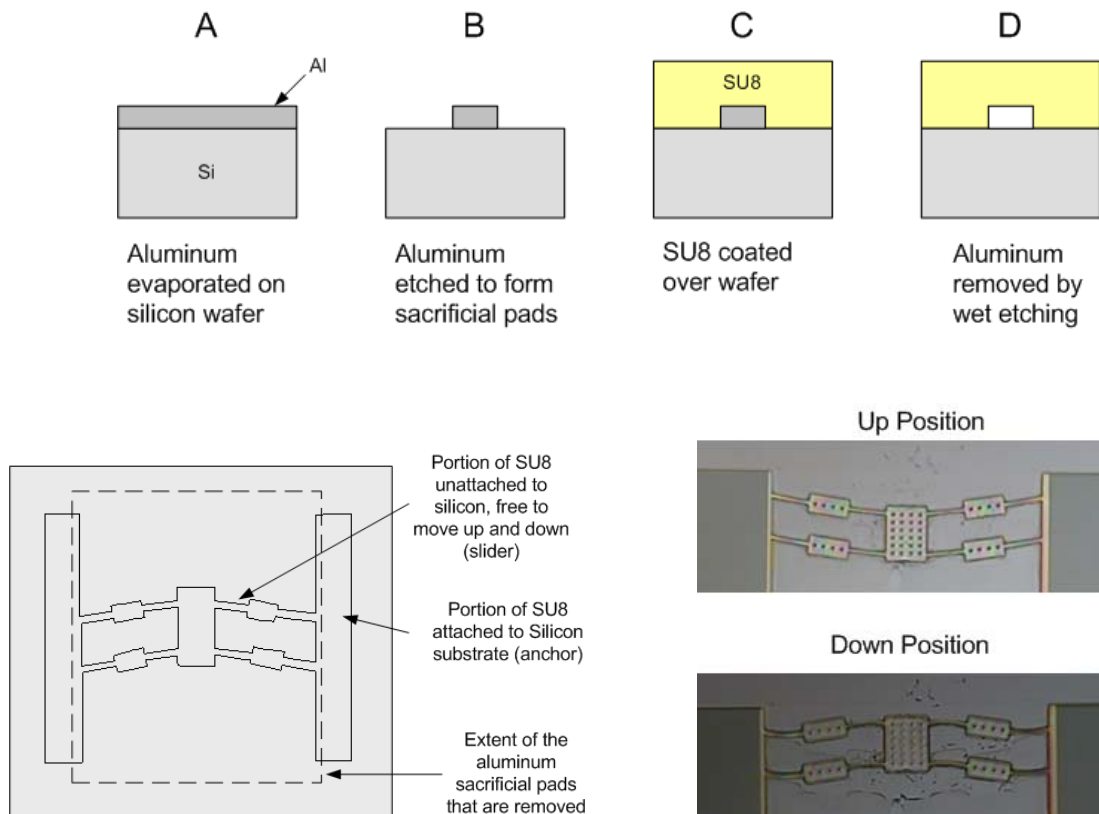 A
B
C
D
Al
Si
SU8
Aluminum
evaporated on
silicon wafer
Aluminum
etched to form
sacrificial pads
SU8 coated
over wafer
Aluminum
removed by
wet etching
Portion of SU8
unattached to
silicon, free to
move up and down
(slider)
Portion of SU8
attached to Silicon
substrate (anchor)
Extent of the
aluminum
sacrificial pads
that are removed
Up Position
Down Position